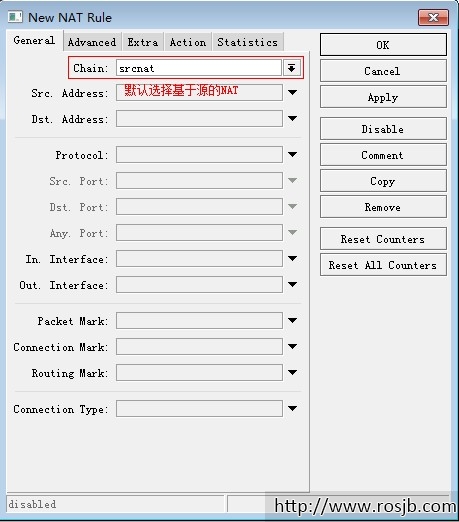 New NAT Rule
General Advanced Extra Action Statistics
Chain: srcnat
Src. Address: 默认选择基于源的NAT
Dst. Address:
Protocol:
Src. Port:
Dst. Port:
Any. Port:
In. Interface:
Out. Interface:
Packet Mark:
Connection Mark:
Routing Mark:
Connection Type:
OK
Cancel
Apply
Disable
Comment
Copy
Remove
Reset Counters
Reset All Counters
disabled
http://www.rosjb.com